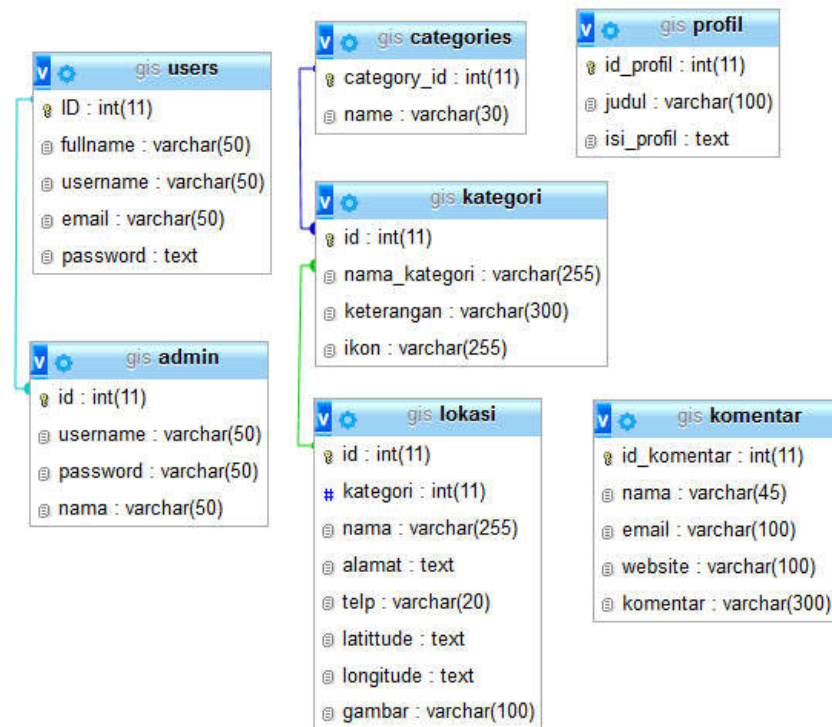 gis users
ID : int(11)
fullname : varchar(50)
username : varchar(50)
email : varchar(50)
password : text
gis admin
id : int(11)
username : varchar(50)
password : varchar(50)
nama : varchar(50)
v gis categories
category_id : int(11)
name : varchar(30)
v gis kategori
id : int(11)
nama_kategori : varchar(255)
keterangan : varchar(300)
ikon : varchar(255)
v gis lokasi
id : int(11)
# kategori : int(11)
nama : varchar(255)
alamat : text
telp : varchar(20)
latittude : text
longitude : text
gambar : varchar(100)
v gis profil
id_profil : int(11)
judul : varchar(100)
isi_profil : text
v gis komentar
id_komentar : int(11)
nama : varchar(45)
email : varchar(100)
website : varchar(100)
komentar : varchar(300)